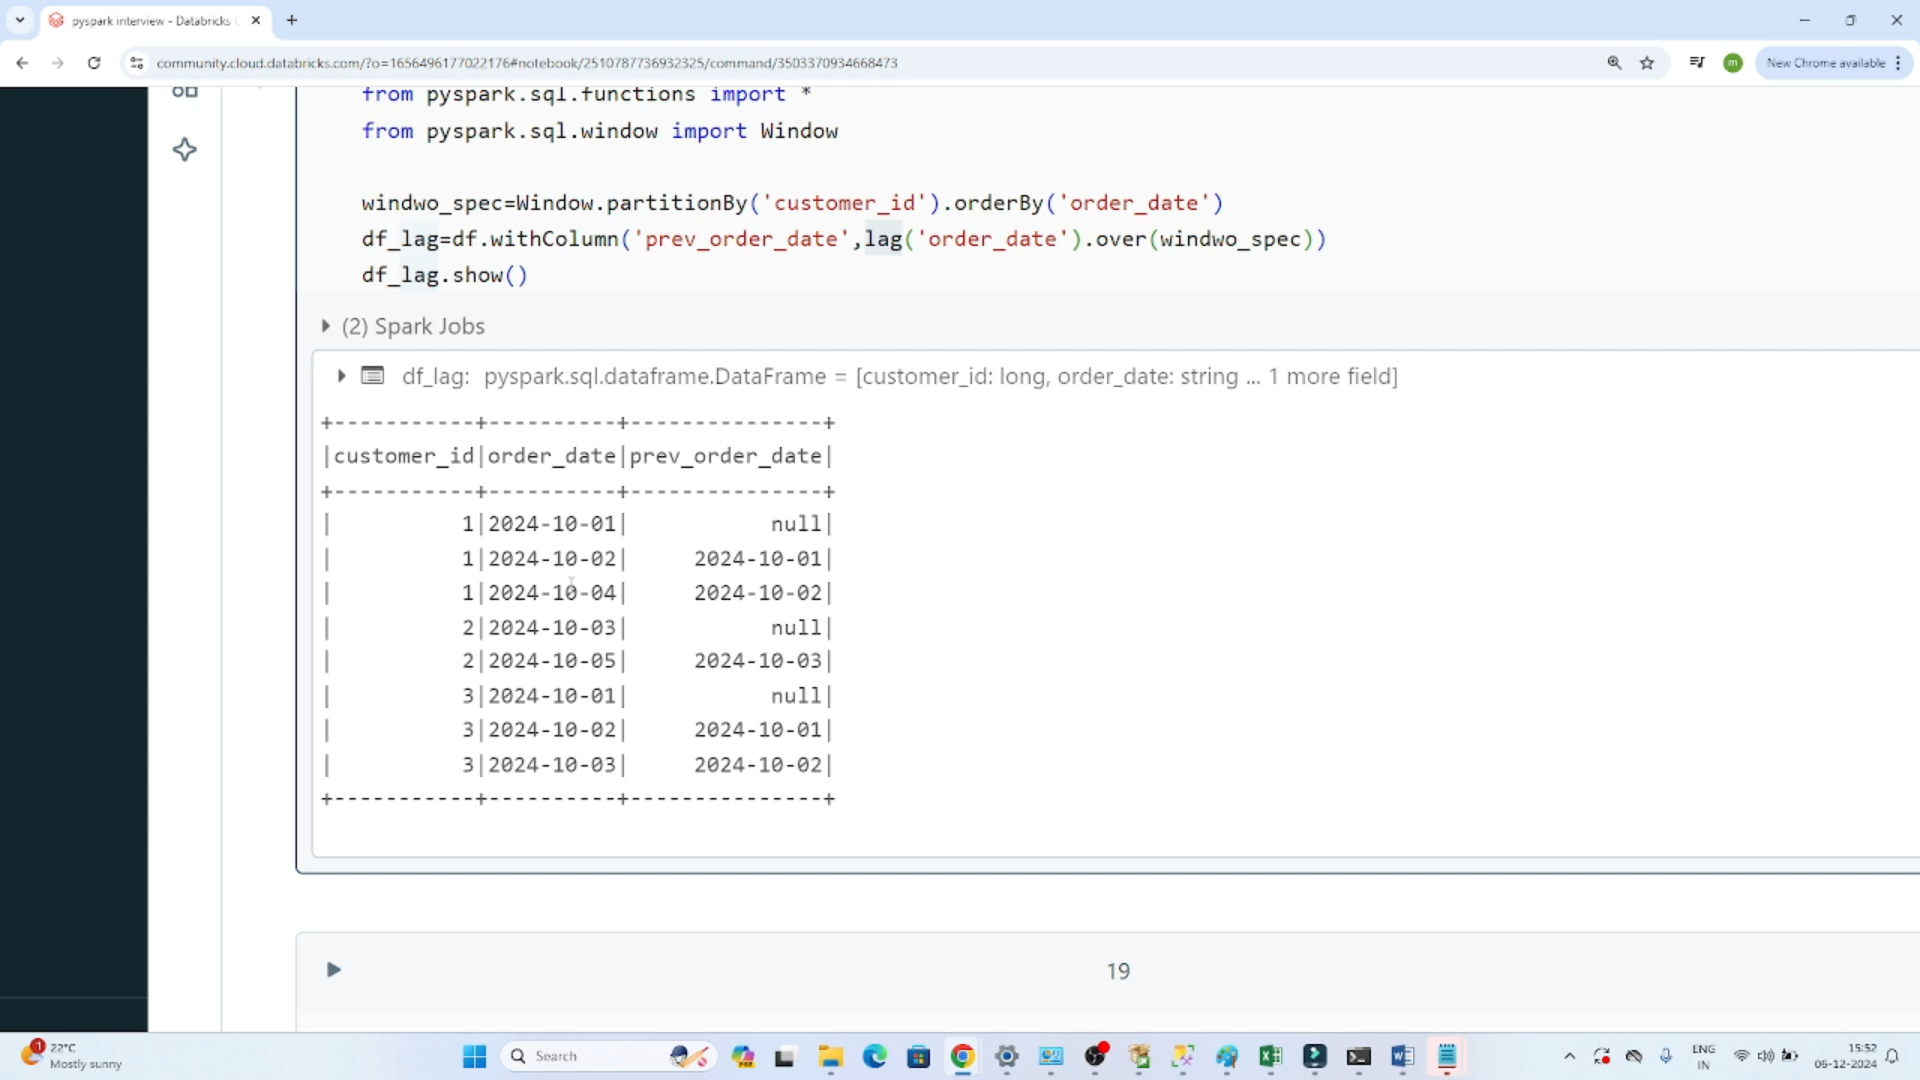 pyspark interview - Databricks
community.cloud.databricks.com/?o=1656496177022176#notebook/2510787736932325/command/3503370934668473
m
New Chrome available
from pyspark.sql.functions import *
from pyspark.sql.window import Window
windwo_spec=Window.partitionBy('customer_id').orderBy('order_date')
df_lag=df.withColumn('prev_order_date',lag('order_date').over(windwo_spec))
df_lag.show()
(2) Spark Jobs
df_lag: pyspark.sql.dataframe.DataFrame = [customer_id: long, order_date: string ... 1 more field]
+-----------+----------+---------------+
|customer_id|order_date|prev_order_date|
+-----------+----------+---------------+
|          1|2024-10-01|           null|
|          1|2024-10-02|     2024-10-01|
|          1|2024-10-04|     2024-10-02|
|          2|2024-10-03|           null|
|          2|2024-10-05|     2024-10-03|
|          3|2024-10-01|           null|
|          3|2024-10-02|     2024-10-01|
|          3|2024-10-03|     2024-10-02|
+-----------+----------+---------------+
19
1
22°C
Mostly sunny
Search
ENG
IN
15:52
06-12-2024